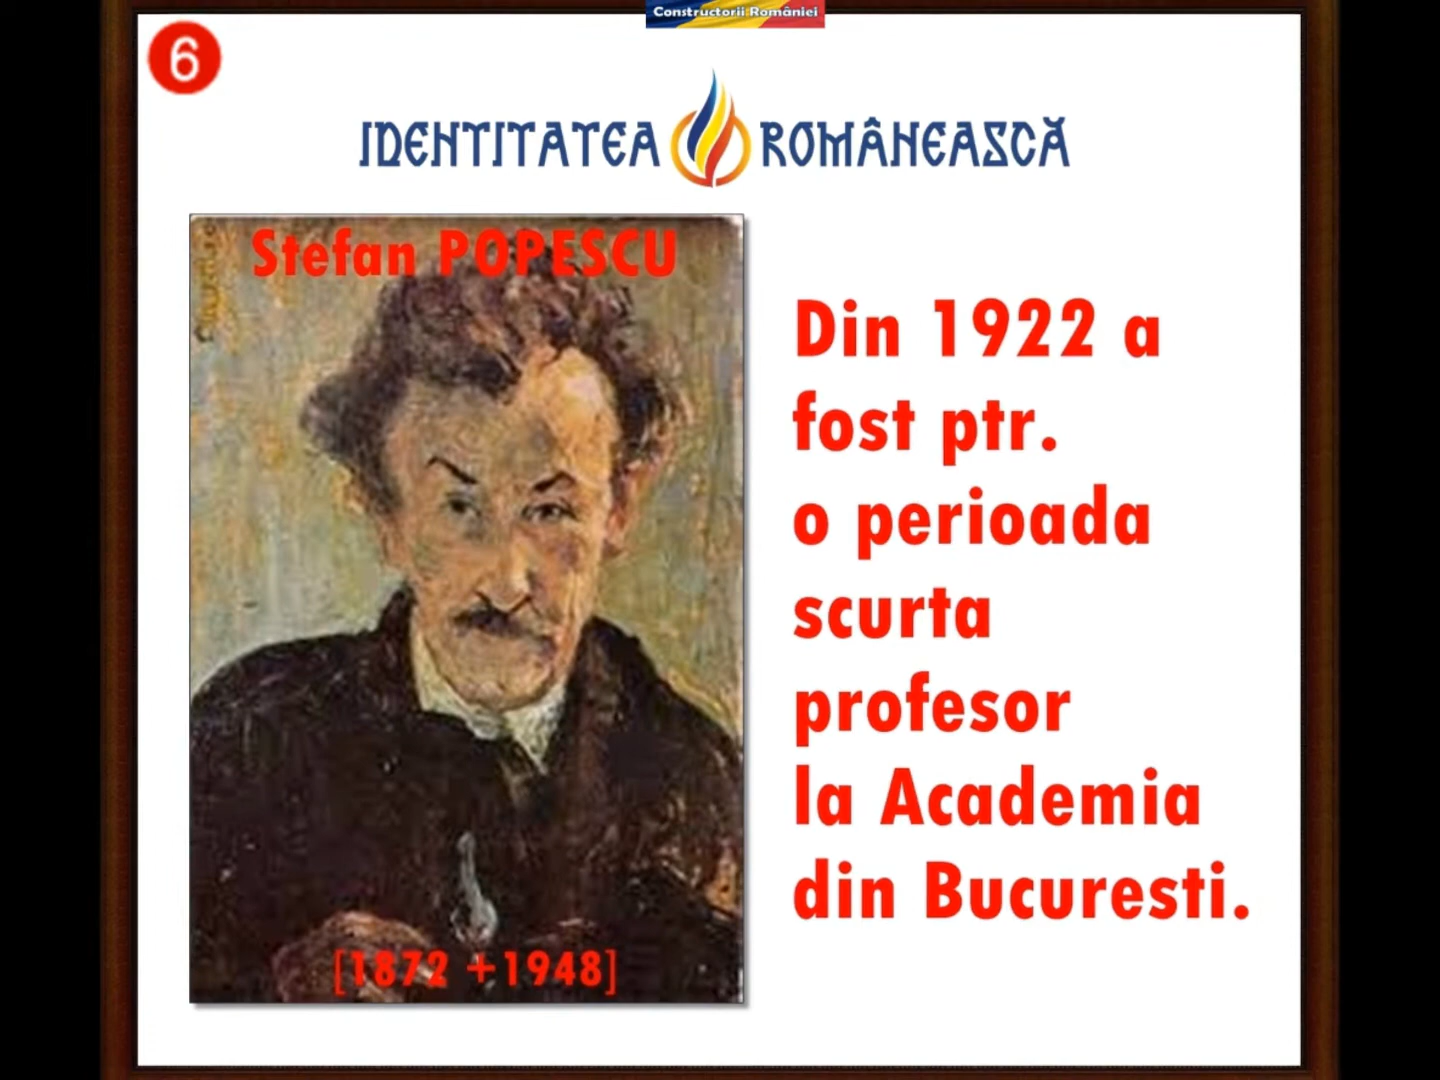 Constructorii României
6
IDENTITATEA ROMÂNEASCĂ
Stefan POPESCU
Din 1922 a
fost ptr.
o perioada
scurta
profesor
la Academia
din Bucuresti.
[1872 +1948]